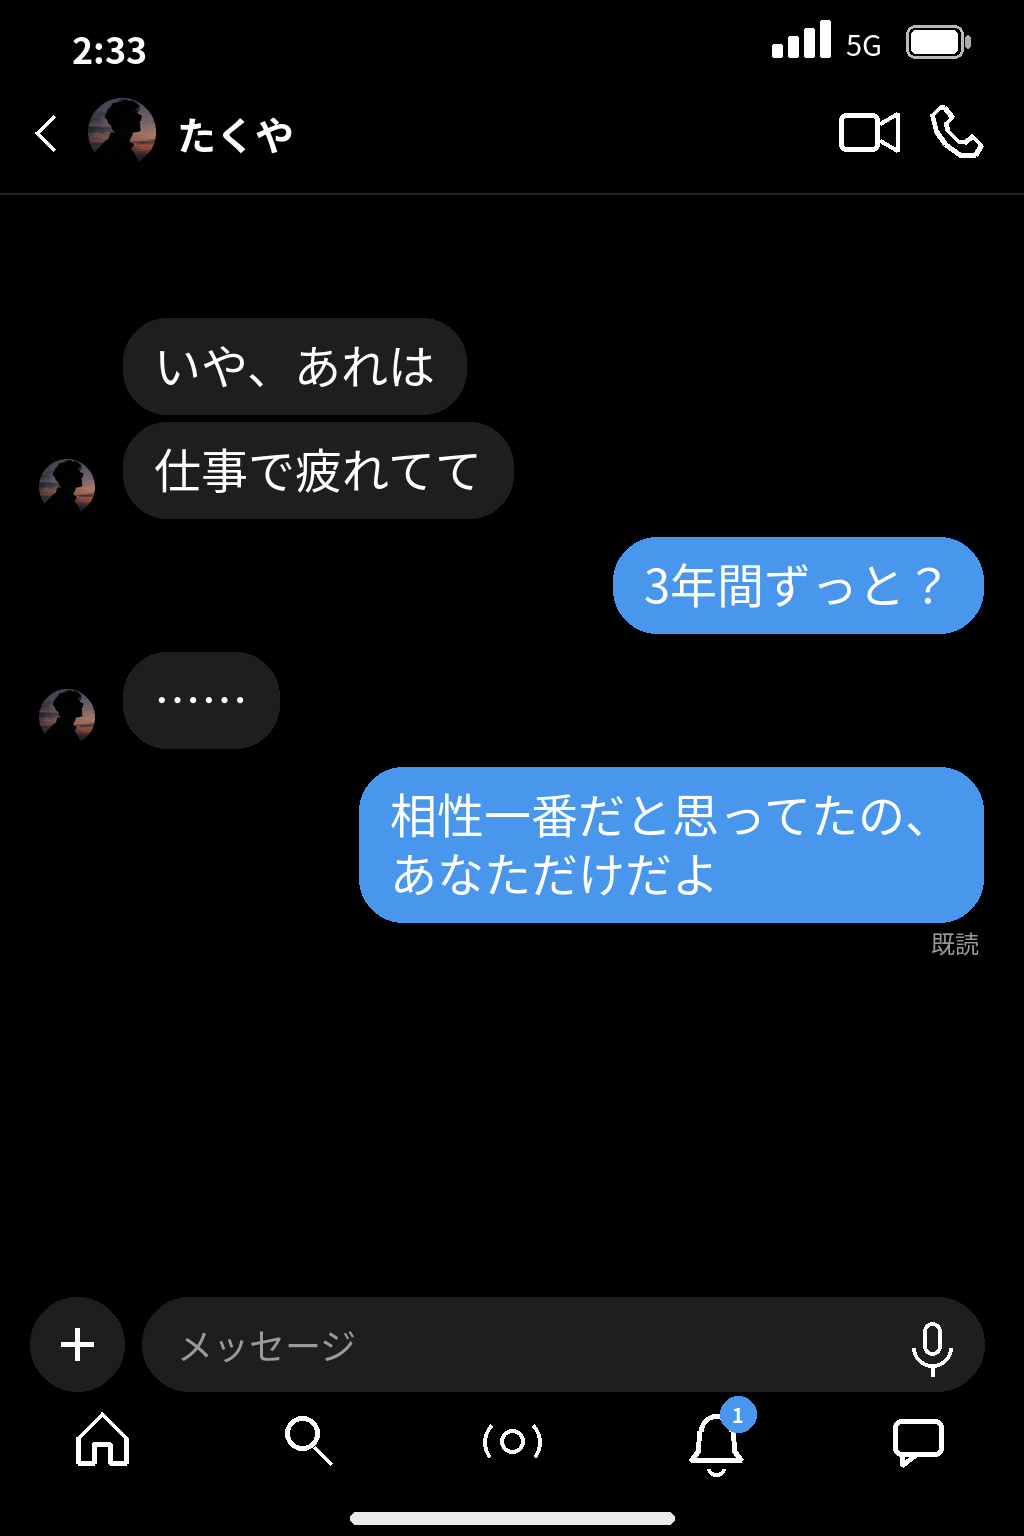 2:33
5G
たくや
いや、あれは
仕事で疲れてて
3年間ずっと？
……
相性一番だと思ってたの、
あなただけだよ
既読
メッセージ
1